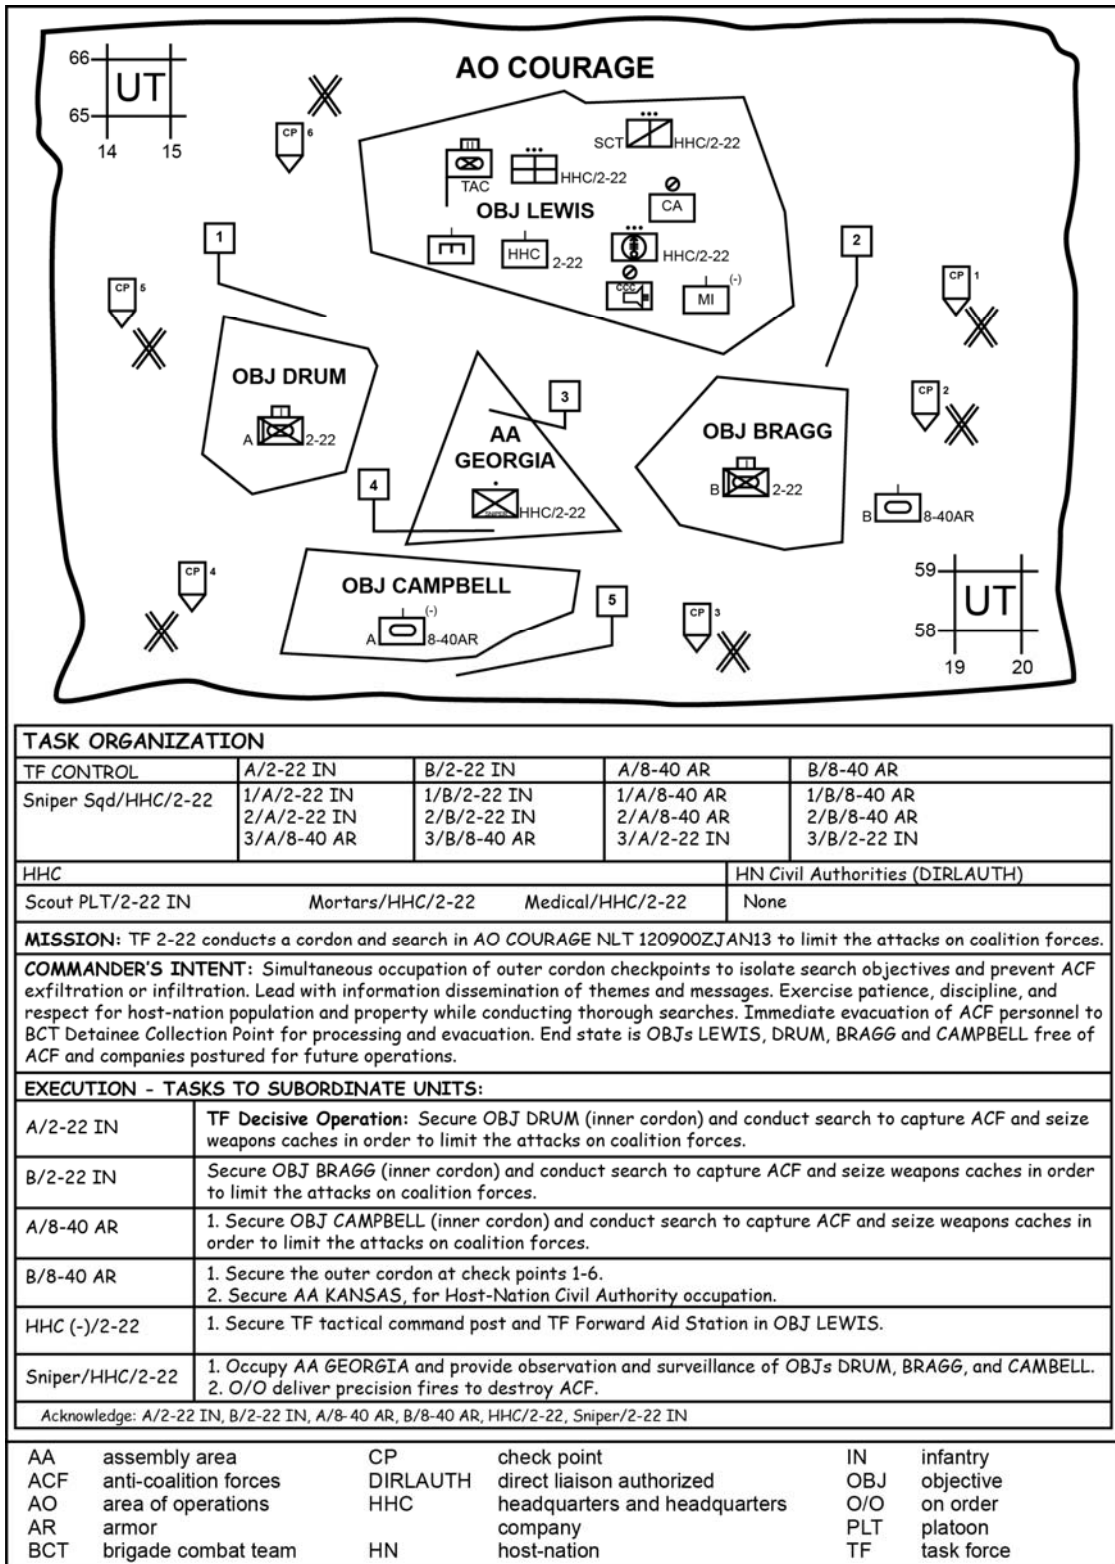 66
UT
65
14 15
AO COURAGE
CP 6
SCT HHC/2-22
TAC
HHC/2-22
CA
OBJ LEWIS
1
2
HHC 2-22
HHC/2-22
CCC
MI (-)
CP 5
CP 1
OBJ DRUM
A 2-22
3
AA
GEORGIA
HHC/2-22
CP 2
OBJ BRAGG
B 2-22
4
B 8-40AR
CP 4
OBJ CAMPBELL
(-)
A 8-40AR
5
CP 3
59
UT
58
19 20
TASK ORGANIZATION
TF CONTROL A/2-22 IN B/2-22 IN A/8-40 AR B/8-40 AR
Sniper Sqd/HHC/2-22 1/A/2-22 IN 1/B/2-22 IN 1/A/8-40 AR 1/B/8-40 AR
2/A/2-22 IN 2/B/2-22 IN 2/A/8-40 AR 2/B/8-40 AR
3/A/8-40 AR 3/B/8-40 AR 3/A/2-22 IN 3/B/2-22 IN
HHC HN Civil Authorities (DIRLAUTH)
Scout PLT/2-22 IN Mortars/HHC/2-22 Medical/HHC/2-22 None
MISSION: TF 2-22 conducts a cordon and search in AO COURAGE NLT 120900ZJAN13 to limit the attacks on coalition forces.
COMMANDER'S INTENT: Simultaneous occupation of outer cordon checkpoints to isolate search objectives and prevent ACF
exfiltration or infiltration. Lead with information dissemination of themes and messages. Exercise patience, discipline, and
respect for host-nation population and property while conducting thorough searches. Immediate evacuation of ACF personnel to
BCT Detainee Collection Point for processing and evacuation. End state is OBJs LEWIS, DRUM, BRAGG and CAMPBELL free of
ACF and companies postured for future operations.
EXECUTION - TASKS TO SUBORDINATE UNITS:
A/2-22 IN TF Decisive Operation: Secure OBJ DRUM (inner cordon) and conduct search to capture ACF and seize
weapons caches in order to limit the attacks on coalition forces.
B/2-22 IN Secure OBJ BRAGG (inner cordon) and conduct search to capture ACF and seize weapons caches in order
to limit the attacks on coalition forces.
A/8-40 AR 1. Secure OBJ CAMPBELL (inner cordon) and conduct search to capture ACF and seize weapons caches in
order to limit the attacks on coalition forces.
B/8-40 AR 1. Secure the outer cordon at check points 1-6.
2. Secure AA KANSAS, for Host-Nation Civil Authority occupation.
HHC (-)/2-22 1. Secure TF tactical command post and TF Forward Aid Station in OBJ LEWIS.
Sniper/HHC/2-22 1. Occupy AA GEORGIA and provide observation and surveillance of OBJs DRUM, BRAGG, and CAMBELL.
2. O/O deliver precision fires to destroy ACF.
Acknowledge: A/2-22 IN, B/2-22 IN, A/8-40 AR, B/8-40 AR, HHC/2-22, Sniper/2-22 IN
AA assembly area CP check point IN infantry
ACF anti-coalition forces DIRLAUTH direct liaison authorized OBJ objective
AO area of operations HHC headquarters and headquarters O/O on order
AR armor company PLT platoon
BCT brigade combat team HN host-nation TF task force